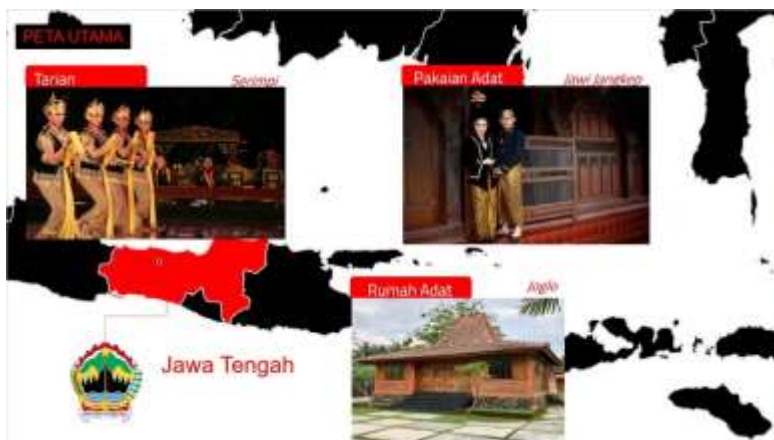 PETA UTAMA
Tarian
Serimpi
Pakaian Adat
Jawi Jangkep
Rumah Adat
Joglo
Jawa Tengah